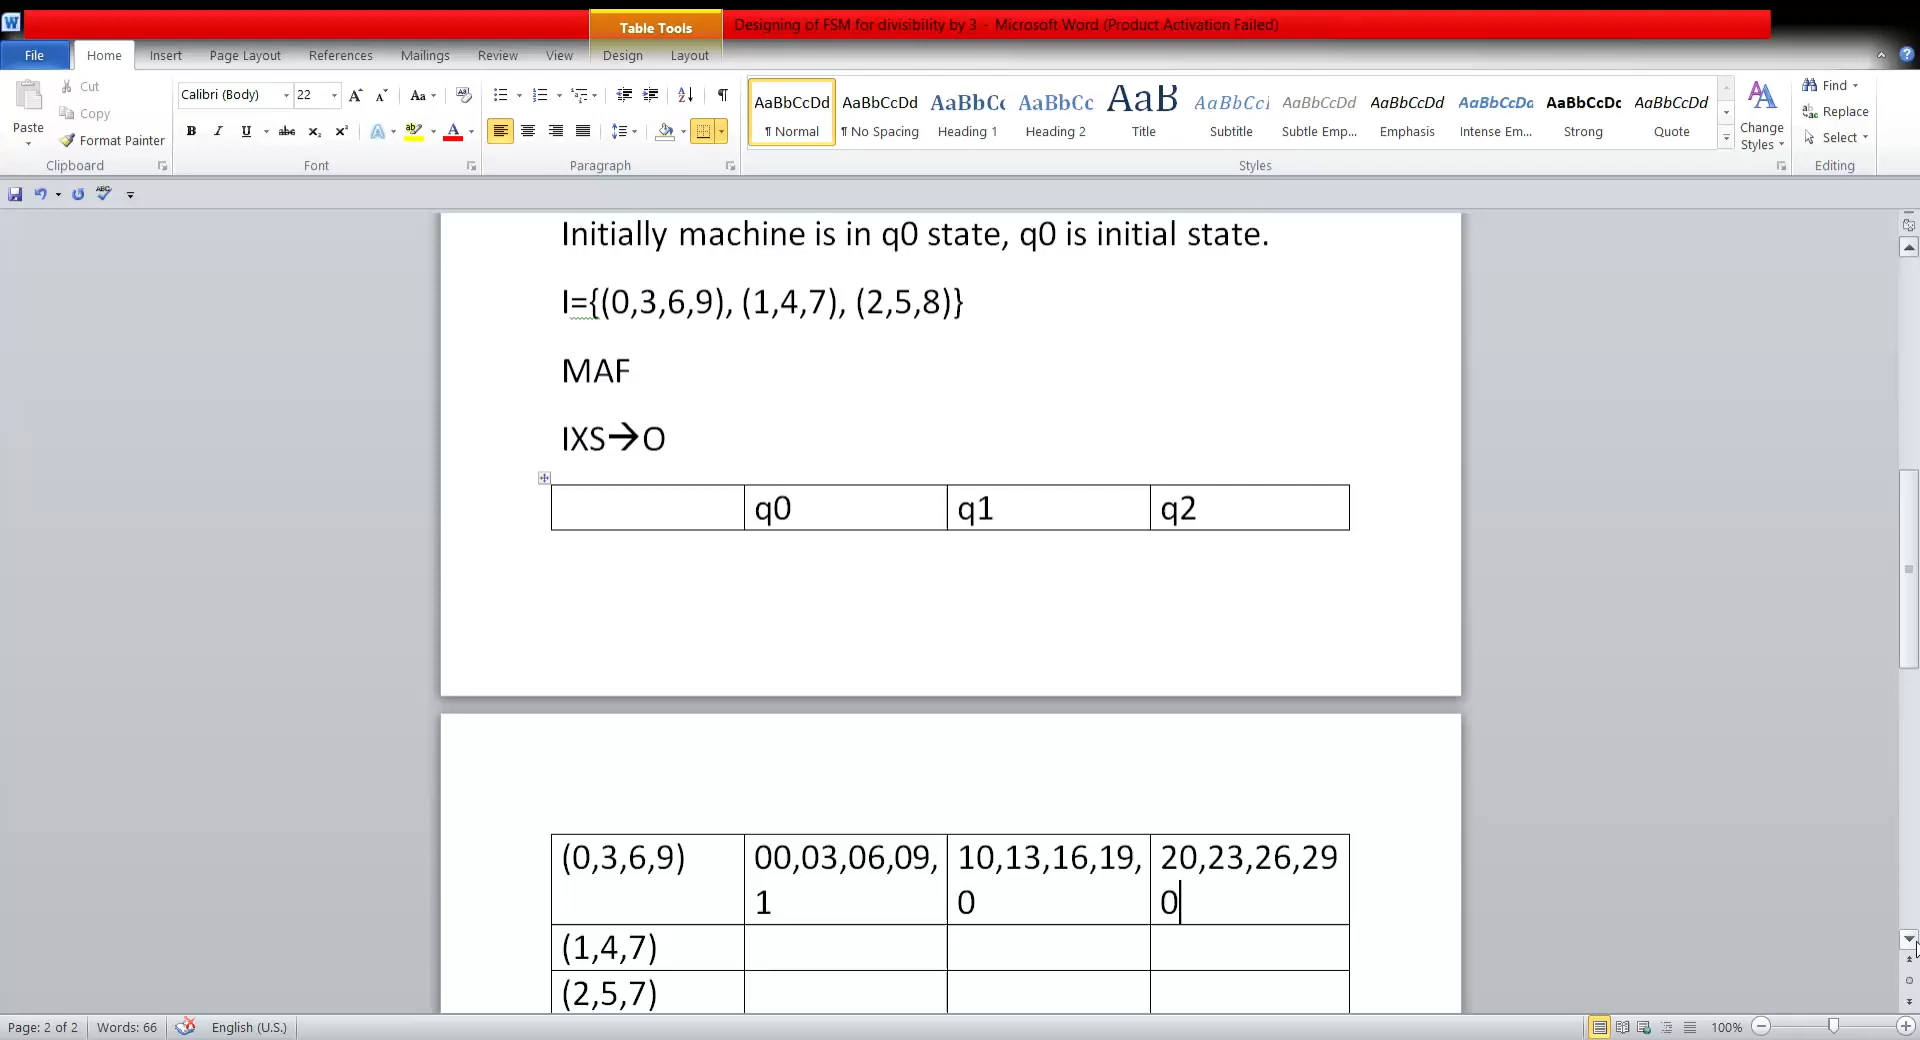 Table Tools
Designing of FSM for divisibility by 3 - Microsoft Word (Product Activation Failed)
File Home Insert Page Layout References Mailings Review View Design Layout
Paste
Cut
Copy
Format Painter
Clipboard
Calibri (Body) 22
Font
Paragraph
AaBbCcDd AaBbCcDd AaBbCc AaBbCc AaB AaBbCcI AaBbCcDd AaBbCcDd AaBbCcDd AaBbCcDc AaBbCcDd
¶ Normal ¶ No Spacing Heading 1 Heading 2 Title Subtitle Subtle Emp... Emphasis Intense Em... Strong Quote
Change
Styles
Styles
Find
Replace
Select
Editing
Initially machine is in q0 state, q0 is initial state.
I={(0,3,6,9), (1,4,7), (2,5,8)}
MAF
IXS→O
q0 q1 q2
(0,3,6,9) 00,03,06,09, 10,13,16,19, 20,23,26,29
1 0 0
(1,4,7)
(2,5,7)
Page: 2 of 2 Words: 66 English (U.S.) 100%